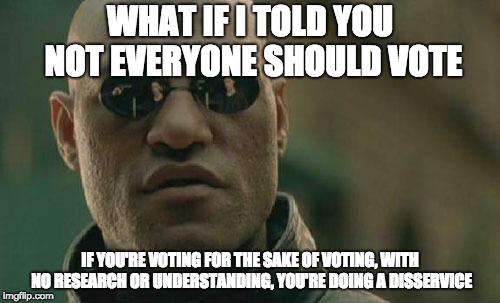 WHAT IF I TOLD YOU
NOT EVERYONE SHOULD VOTE
IF YOU'RE VOTING FOR THE SAKE OF VOTING, WITH
NO RESEARCH OR UNDERSTANDING, YOU'RE DOING A DISSERVICE
imgflip.com